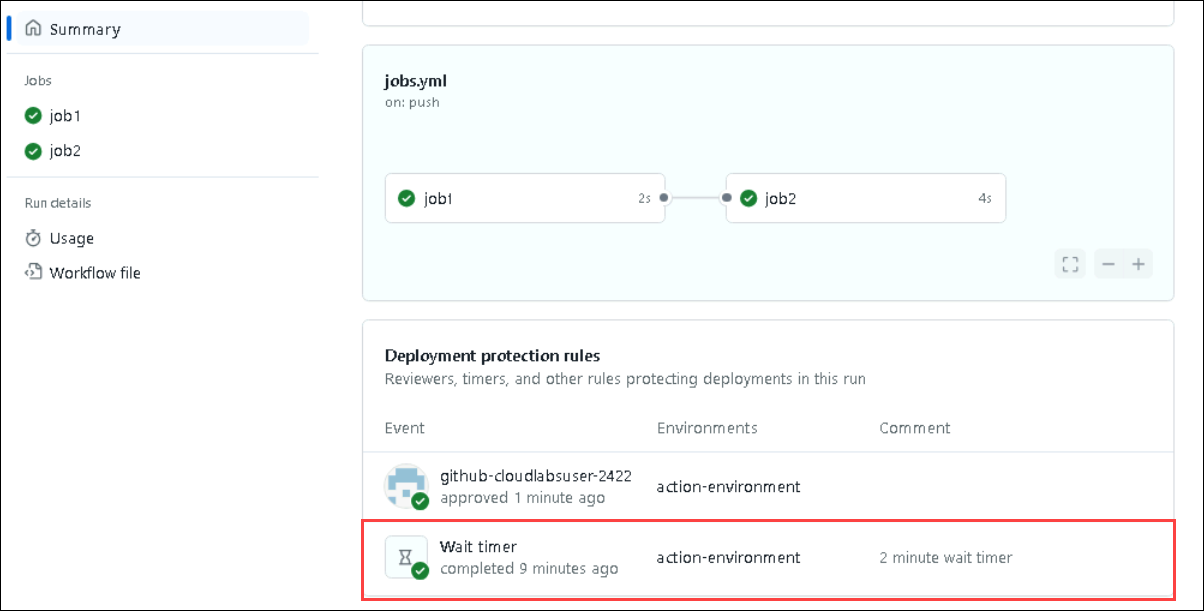 Summary
Jobs
job1
job2
Run details
Usage
Workflow file
jobs.yml
on: push
job1 2s
job2 4s
Deployment protection rules
Reviewers, timers, and other rules protecting deployments in this run
Event Environments Comment
github-cloudlabsuser-2422
approved 1 minute ago
action-environment
Wait timer
completed 9 minutes ago
action-environment
2 minute wait timer